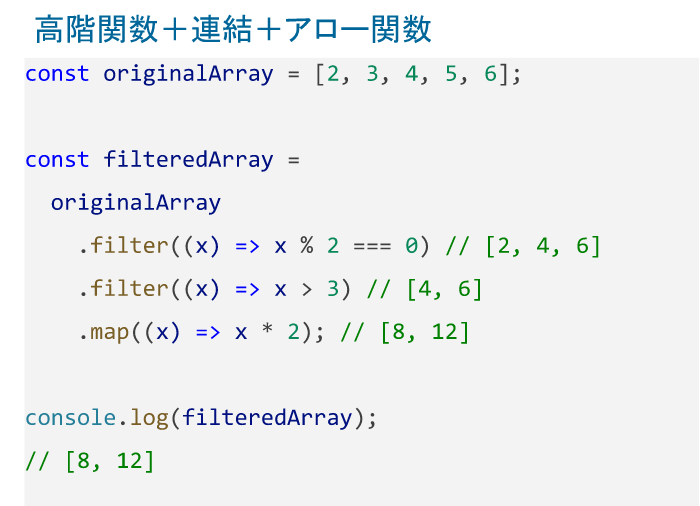 高階関数＋連結＋アロー関数
const originalArray = [2, 3, 4, 5, 6];
const filteredArray =
  originalArray
    .filter((x) => x % 2 === 0) // [2, 4, 6]
    .filter((x) => x > 3) // [4, 6]
    .map((x) => x * 2); // [8, 12]
console.log(filteredArray);
// [8, 12]